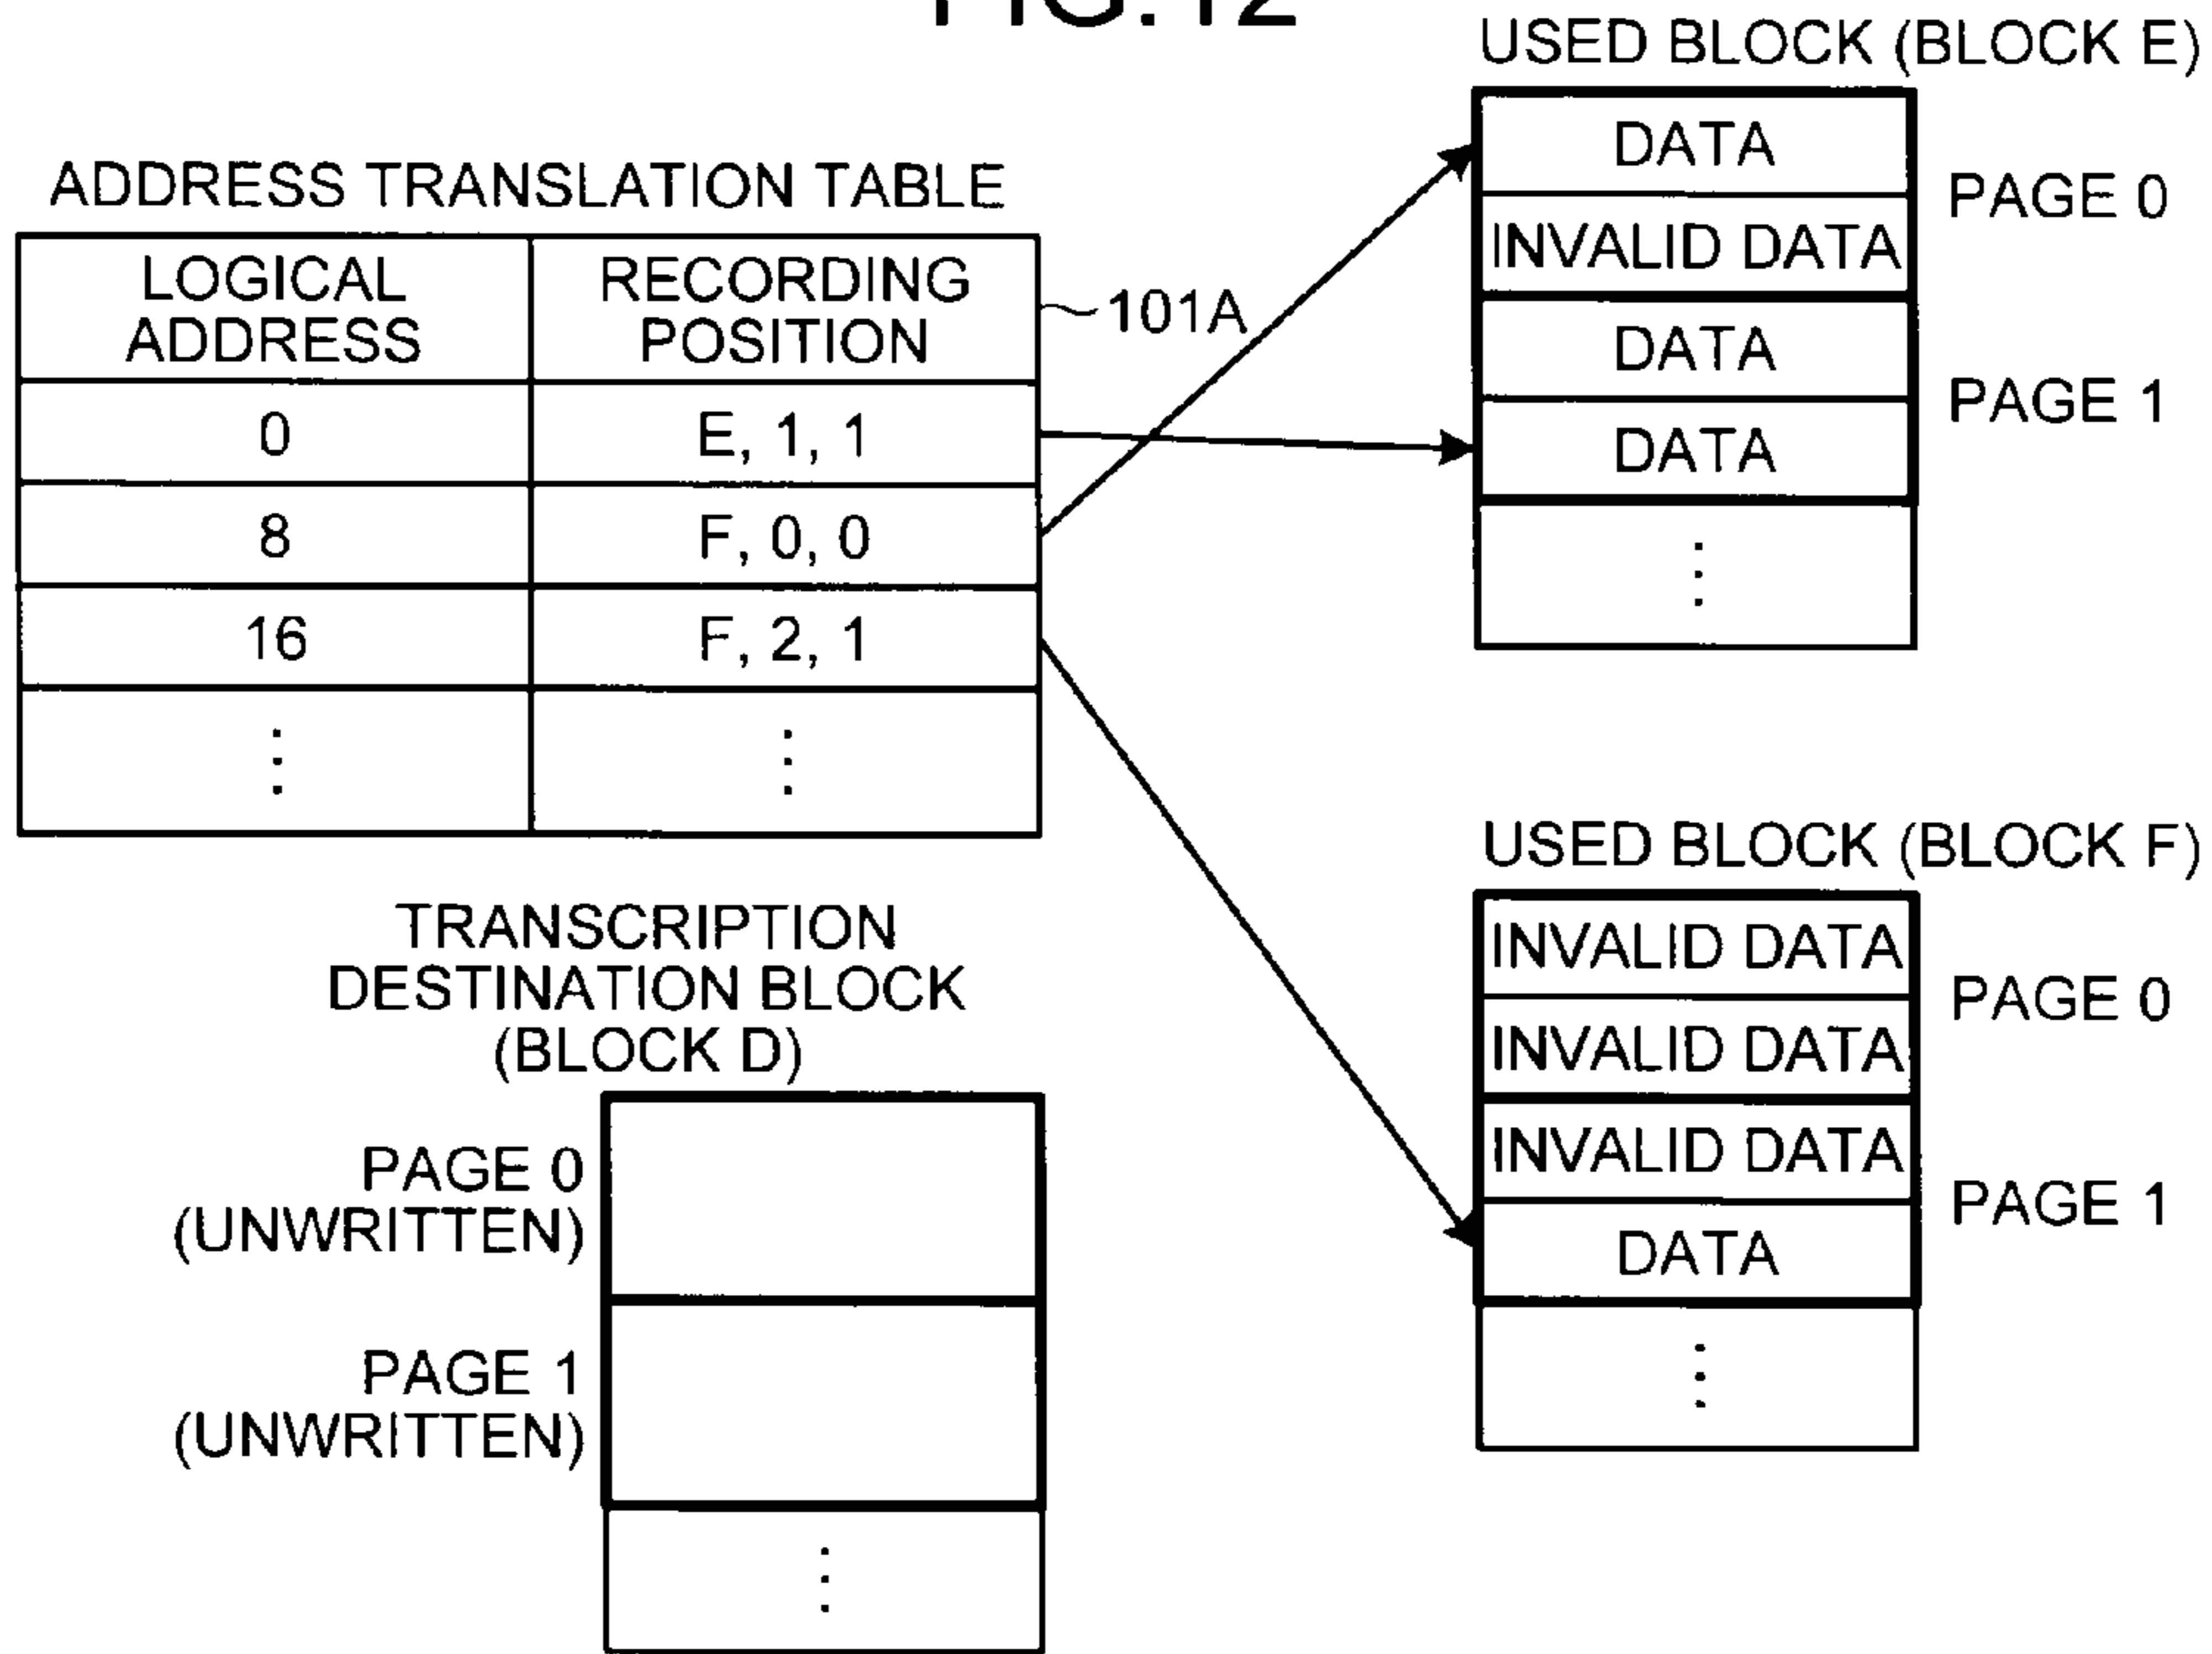 FIG.12
ADDRESS TRANSLATION TABLE
LOGICAL ADDRESS
RECORDING POSITION
101A
0
E, 1, 1
8
F, 0, 0
16
F, 2, 1
⋮
⋮
TRANSCRIPTION
DESTINATION BLOCK
(BLOCK D)
PAGE 0
(UNWRITTEN)
PAGE 1
(UNWRITTEN)
⋮
USED BLOCK (BLOCK E)
DATA
INVALID DATA
PAGE 0
DATA
DATA
PAGE 1
⋮
USED BLOCK (BLOCK F)
INVALID DATA
INVALID DATA
PAGE 0
INVALID DATA
DATA
PAGE 1
⋮